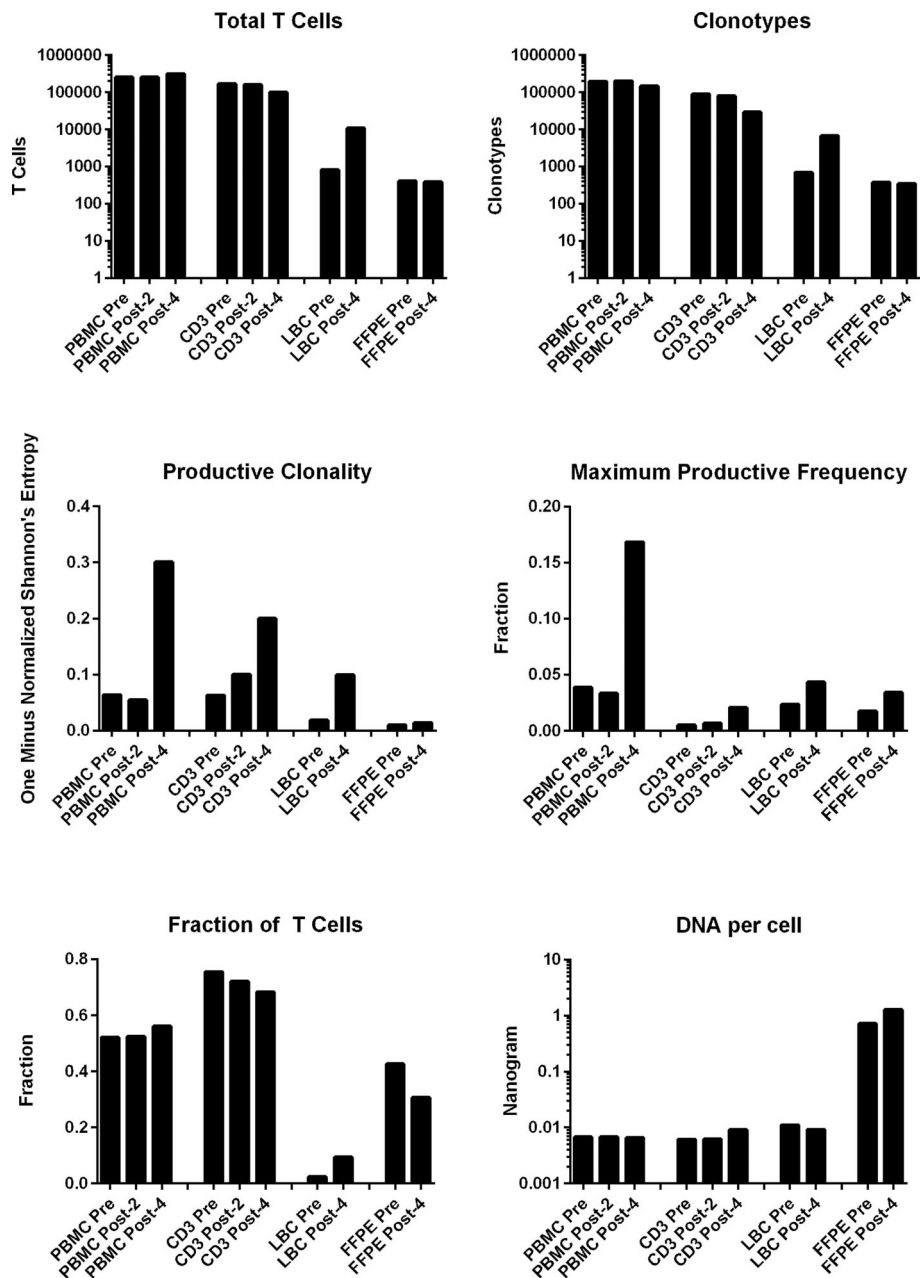 Total T Cells
T Cells
1000000
100000
10000
1000
100
10
1
PBMC Pre
PBMC Post-2
PBMC Post-4
CD3 Pre
CD3 Post-2
CD3 Post-4
LBC Pre
LBC Post-4
FFPE Pre
FFPE Post-4
Clonotypes
Clonotypes
1000000
100000
10000
1000
100
10
1
PBMC Pre
PBMC Post-2
PBMC Post-4
CD3 Pre
CD3 Post-2
CD3 Post-4
LBC Pre
LBC Post-4
FFPE Pre
FFPE Post-4
Productive Clonality
One Minus Normalized Shannon's Entropy
0.4
0.3
0.2
0.1
0.0
PBMC Pre
PBMC Post-2
PBMC Post-4
CD3 Pre
CD3 Post-2
CD3 Post-4
LBC Pre
LBC Post-4
FFPE Pre
FFPE Post-4
Maximum Productive Frequency
Fraction
0.20
0.15
0.10
0.05
0.00
PBMC Pre
PBMC Post-2
PBMC Post-4
CD3 Pre
CD3 Post-2
CD3 Post-4
LBC Pre
LBC Post-4
FFPE Pre
FFPE Post-4
Fraction of T Cells
Fraction
0.8
0.6
0.4
0.2
0.0
PBMC Pre
PBMC Post-2
PBMC Post-4
CD3 Pre
CD3 Post-2
CD3 Post-4
LBC Pre
LBC Post-4
FFPE Pre
FFPE Post-4
DNA per cell
Nanogram
10
1
0.1
0.01
0.001
PBMC Pre
PBMC Post-2
PBMC Post-4
CD3 Pre
CD3 Post-2
CD3 Post-4
LBC Pre
LBC Post-4
FFPE Pre
FFPE Post-4